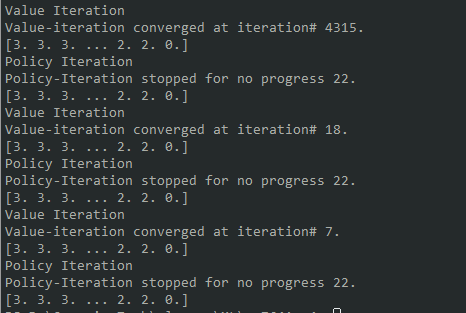 Value Iteration
Value-iteration converged at iteration# 4315.
[3. 3. 3. ... 2. 2. 0.]
Policy Iteration
Policy-Iteration stopped for no progress 22.
[3. 3. 3. ... 2. 2. 0.]
Value Iteration
Value-iteration converged at iteration# 18.
[3. 3. 3. ... 2. 2. 0.]
Policy Iteration
Policy-Iteration stopped for no progress 22.
[3. 3. 3. ... 2. 2. 0.]
Value Iteration
Value-iteration converged at iteration# 7.
[3. 3. 3. ... 2. 2. 0.]
Policy Iteration
Policy-Iteration stopped for no progress 22.
[3. 3. 3. ... 2. 2. 0.]